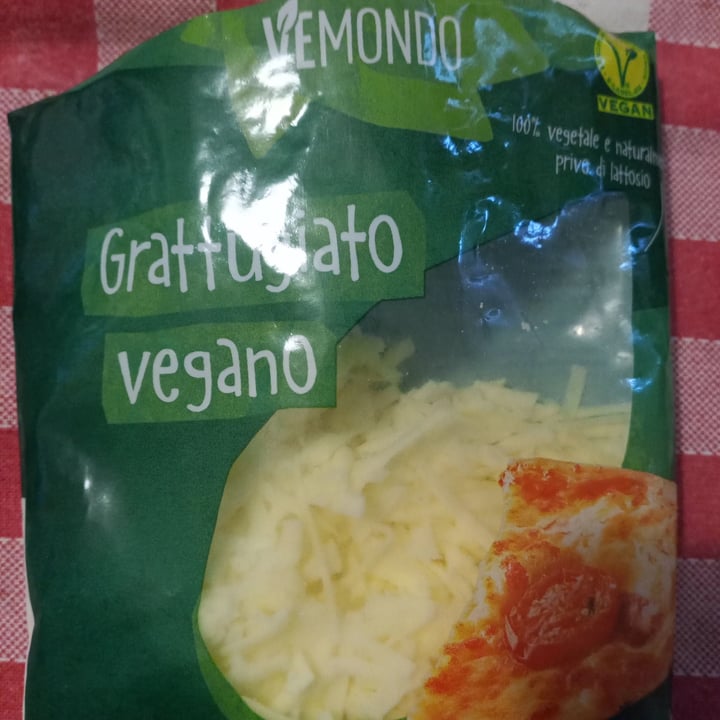 VEMONDO
VEGAN
100% vegetale e natural
privo di lattosio
Grattugiato
vegano